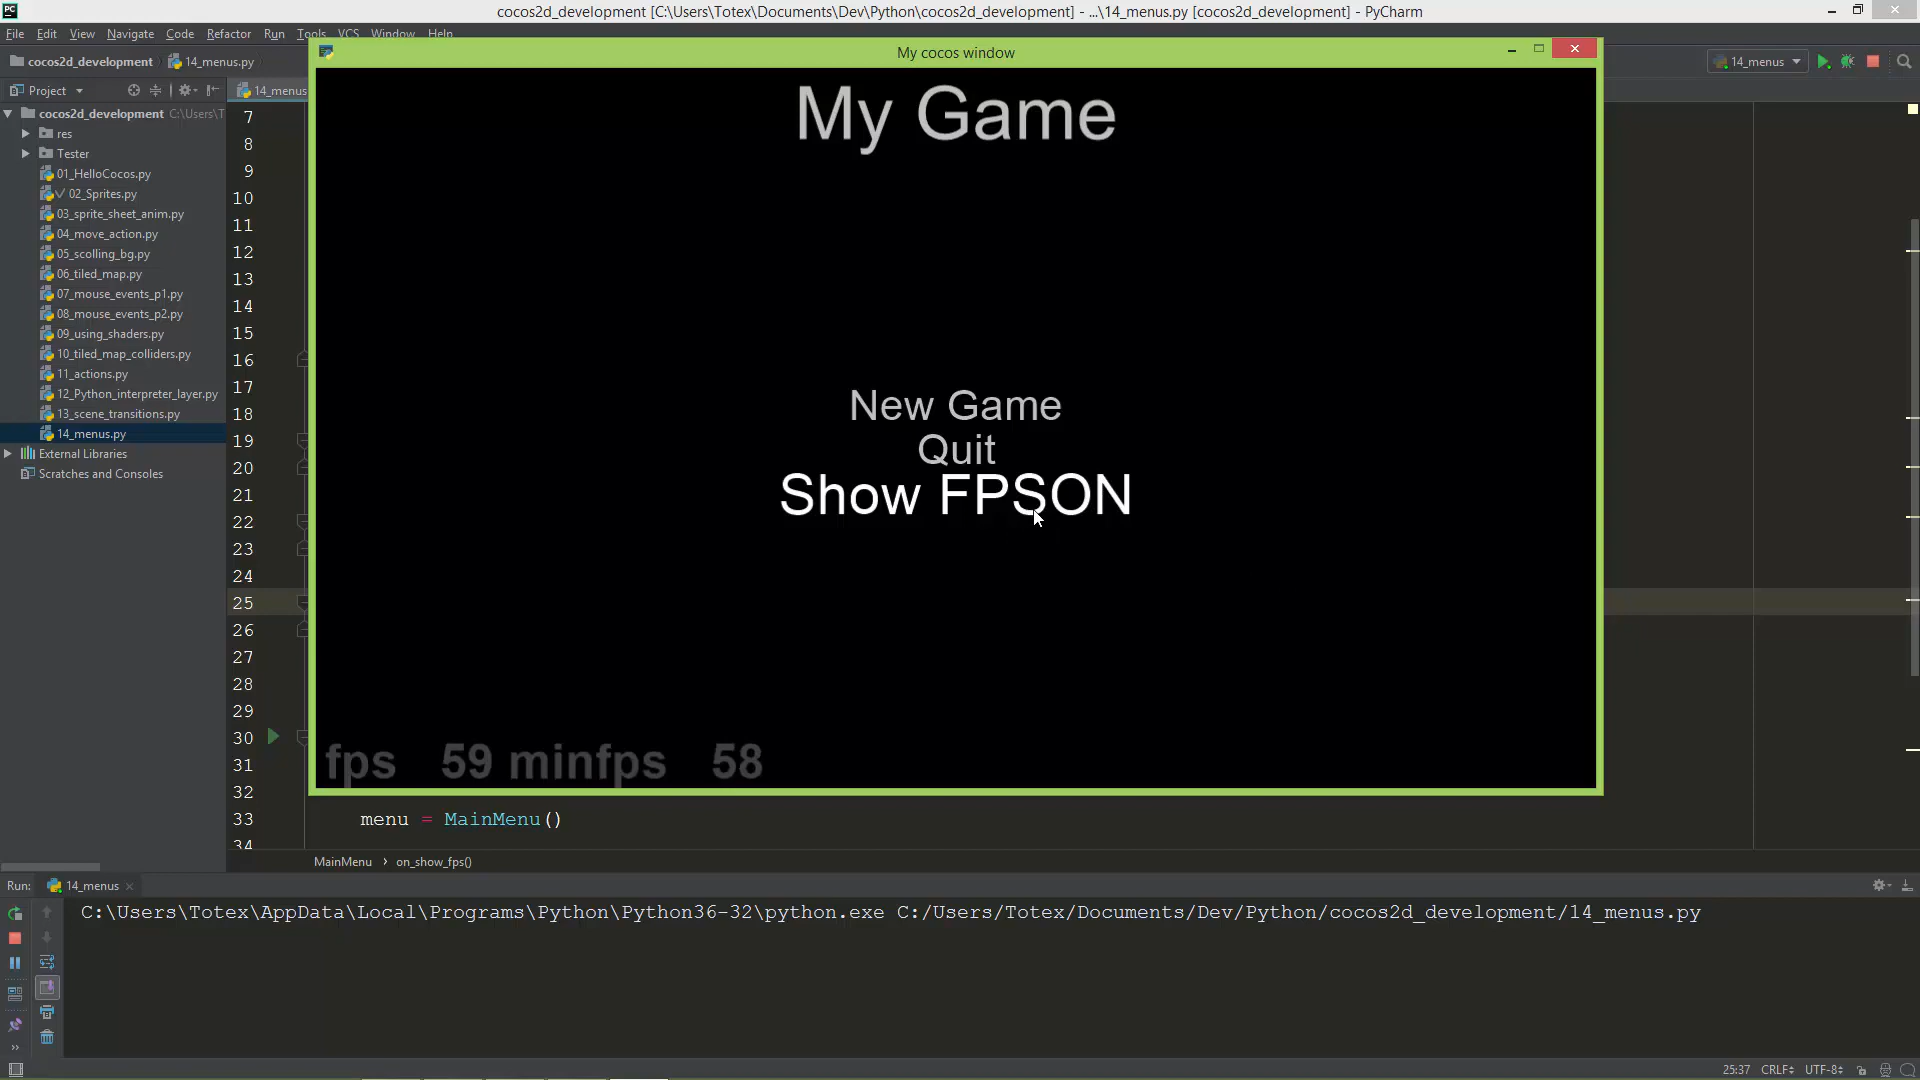 PC
cocos2d_development [C:\Users\Totex\Documents\Dev\Python\cocos2d_development] - ...\14_menus.py [cocos2d_development] - PyCharm
File Edit View Navigate Code Refactor Run Tools VCS Window Help
cocos2d_development 14_menus.py
14_menus
Project
14_menus
cocos2d_development C:\Users\T
res
Tester
01_HelloCocos.py
02_Sprites.py
03_sprite_sheet_anim.py
04_move_action.py
05_scolling_bg.py
06_tiled_map.py
07_mouse_events_p1.py
08_mouse_events_p2.py
09_using_shaders.py
10_tiled_map_colliders.py
11_actions.py
12_Python_interpreter_layer.py
13_scene_transitions.py
14_menus.py
External Libraries
Scratches and Consoles
7
8
9
10
11
12
13
14
15
16
17
18
19
20
21
22
23
24
25
26
27
28
29
30
31
32
33 menu = MainMenu()
34
My cocos window
My Game
New Game
Quit
Show FPSON
fps 59 minfps 58
MainMenu › on_show_fps()
Run: 14_menus
C:\Users\Totex\AppData\Local\Programs\Python\Python36-32\python.exe C:/Users/Totex/Documents/Dev/Python/cocos2d_development/14_menus.py
25:37 CRLF UTF-8